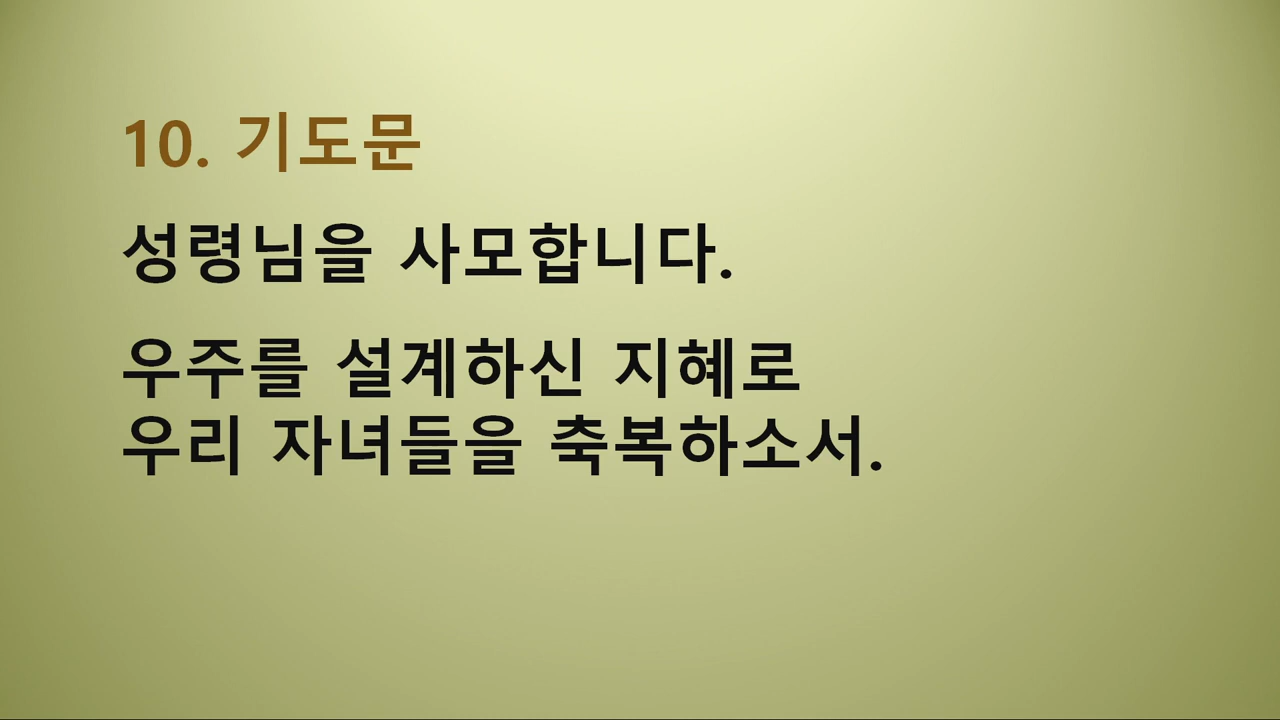 10. 기도문
성령님을 사모합니다.
우주를 설계하신 지혜로
우리 자녀들을 축복하소서.